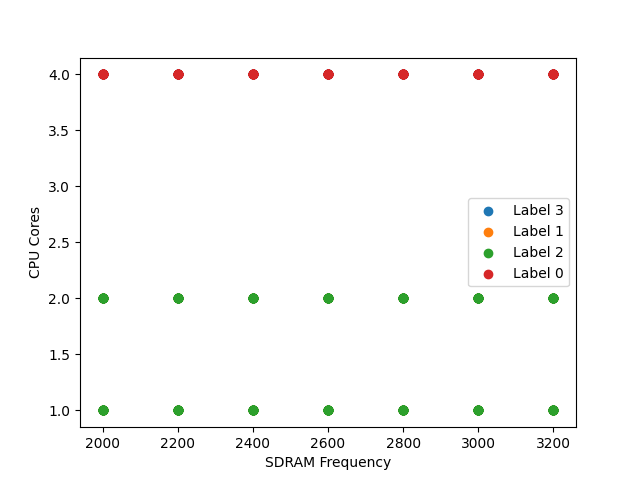 4.0
3.5
3.0
2.5
2.0
1.5
1.0
CPU Cores
Label 3
Label 1
Label 2
Label 0
2000 2200 2400 2600 2800 3000 3200
SDRAM Frequency